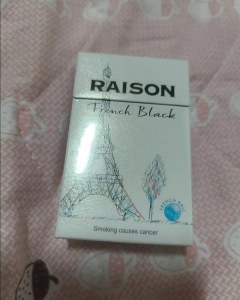 RAISON
French Black
Smoking causes cancer